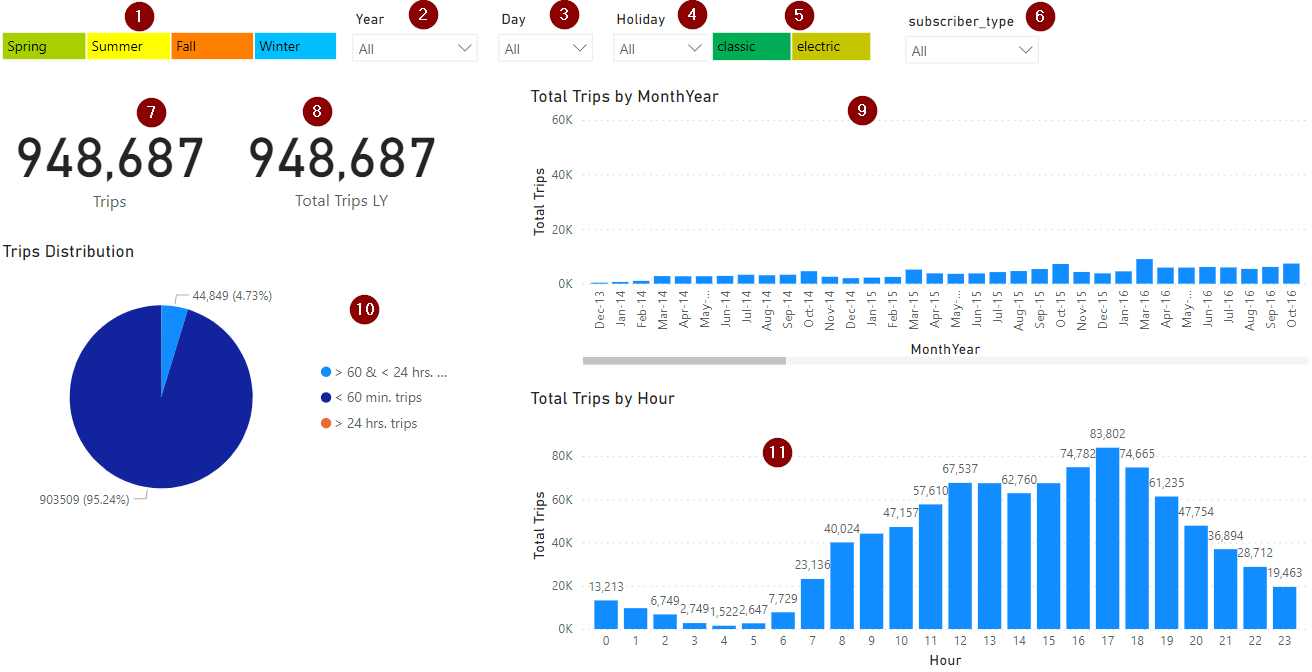 1
2
3
4
5
6
Year
Day
Holiday
subscriber_type
Spring
Summer
Fall
Winter
All
All
All
classic
electric
All
7
8
948,687
948,687
Trips
Total Trips LY
Trips Distribution
10
44,849 (4.73%)
903509 (95.24%)
> 60 & < 24 hrs. ...
< 60 min. trips
> 24 hrs. trips
Total Trips by MonthYear
9
Total Trips
60K
40K
20K
0K
Dec-13
Jan-14
Feb-14
Mar-14
Apr-14
May-...
Jun-14
Jul-14
Aug-14
Sep-14
Oct-14
Nov-14
Dec-14
Jan-15
Feb-15
Mar-15
Apr-15
May-...
Jun-15
Jul-15
Aug-15
Sep-15
Oct-15
Nov-15
Dec-15
Jan-16
Feb-16
Mar-16
Apr-16
May-...
Jun-16
Jul-16
Aug-16
Sep-16
Oct-16
MonthYear
Total Trips by Hour
11
Total Trips
80K
60K
40K
20K
0K
13,213
6,749
2,749
1,522
2,647
7,729
23,136
40,024
47,157
57,610
67,537
62,760
74,782
83,802
74,665
61,235
47,754
36,894
28,712
19,463
0 1 2 3 4 5 6 7 8 9 10 11 12 13 14 15 16 17 18 19 20 21 22 23
Hour